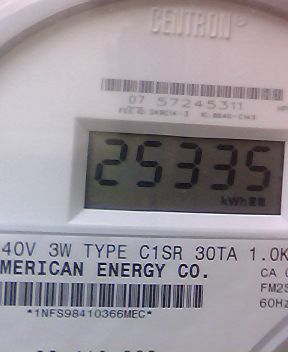 CENTRON®
07 57245311
25335
kWh
40V 3W TYPE C1SR 30TA 1.0K
MERICAN ENERGY CO.
CA 0
FM2S
60Hz
*1NFS98410366MEC*